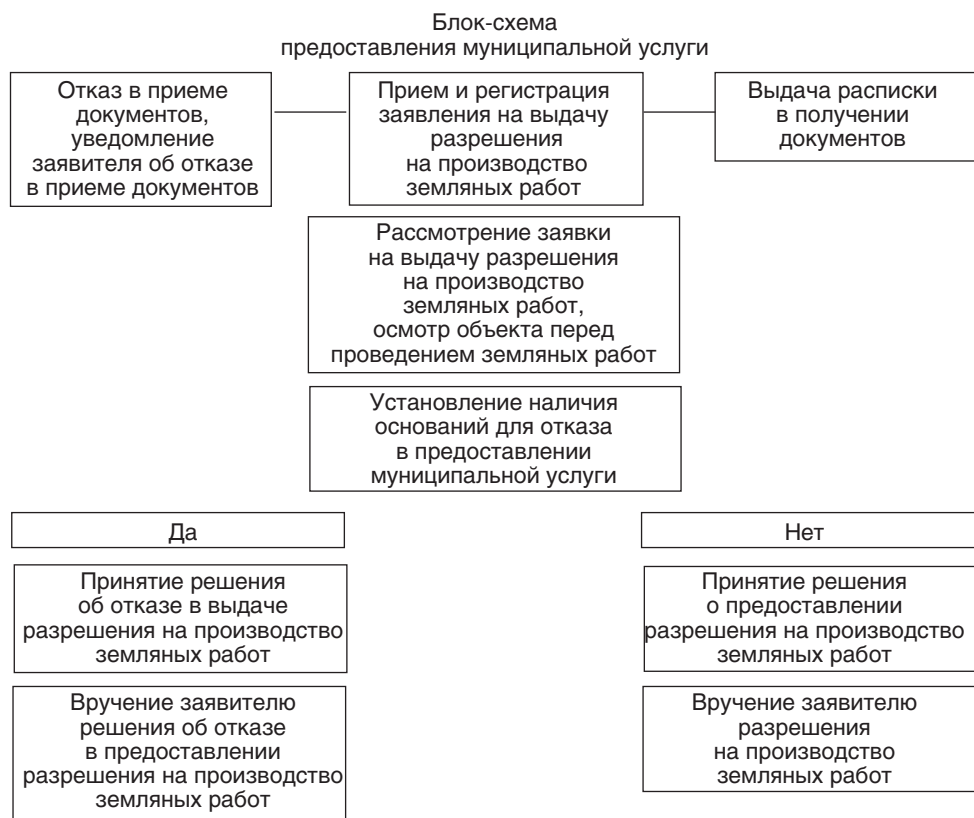 Блок-схема
предоставления муниципальной услуги
Отказ в приеме
документов,
уведомление
заявителя об отказе
в приеме документов
Прием и регистрация
заявления на выдачу
разрешения
на производство
земляных работ
Выдача расписки
в получении
документов
Рассмотрение заявки
на выдачу разрешения
на производство
земляных работ,
осмотр объекта перед
проведением земляных работ
Установление наличия
оснований для отказа
в предоставлении
муниципальной услуги
Да
Нет
Принятие решения
об отказе в выдаче
разрешения на производство
земляных работ
Принятие решения
о предоставлении
разрешения на производство
земляных работ
Вручение заявителю
решения об отказе
в предоставлении
разрешения на производство
земляных работ
Вручение заявителю
разрешения
на производство
земляных работ